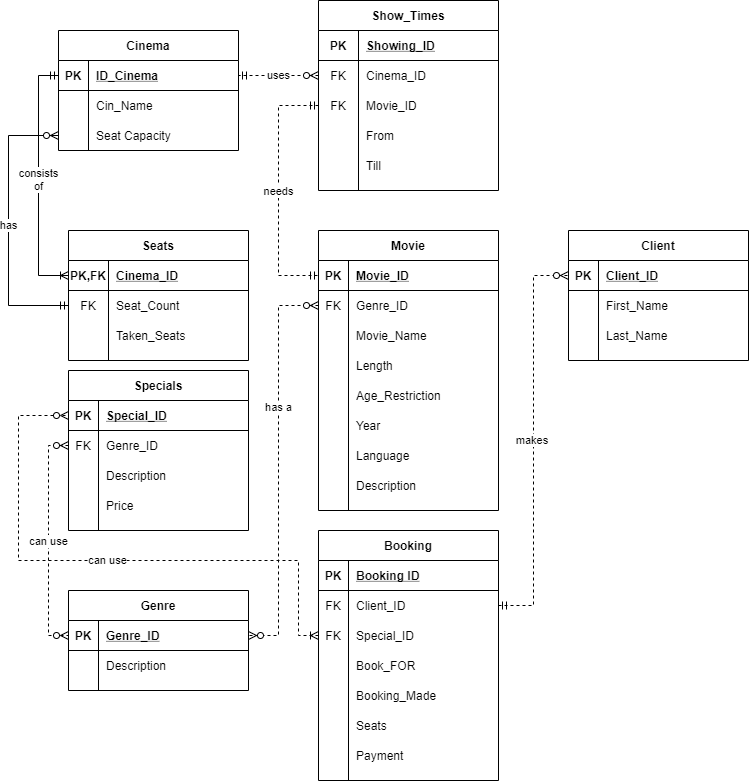 Show_Times
PK Showing_ID
FK Cinema_ID
FK Movie_ID
From
Till
Cinema
PK ID_Cinema
Cin_Name
Seat Capacity
uses
consists
of
has
needs
Seats
PK,FK Cinema_ID
FK Seat_Count
Taken_Seats
Movie
PK Movie_ID
FK Genre_ID
Movie_Name
Length
Age_Restriction
Year
Language
Description
Client
PK Client_ID
First_Name
Last_Name
Specials
PK Special_ID
FK Genre_ID
Description
Price
has a
makes
can use
can use
Genre
PK Genre_ID
Description
Booking
PK Booking ID
FK Client_ID
FK Special_ID
Book_FOR
Booking_Made
Seats
Payment